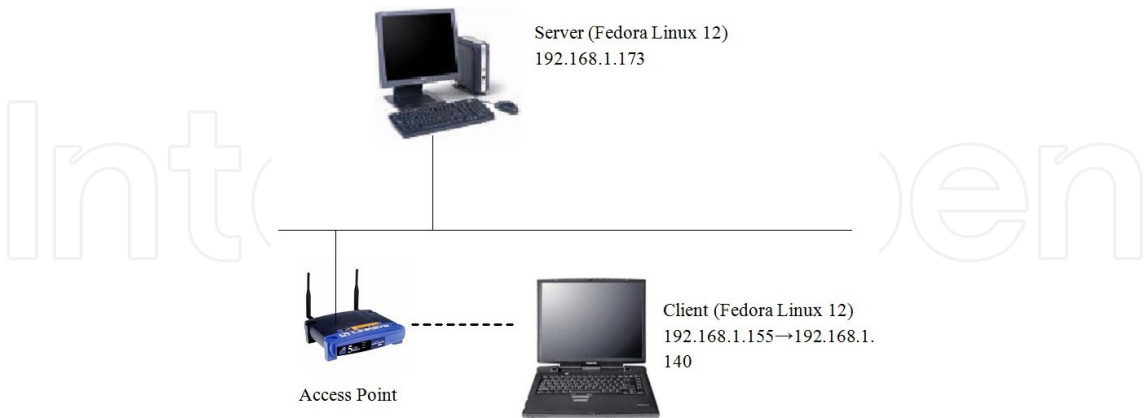 Server (Fedora Linux 12)
192.168.1.173
Client (Fedora Linux 12)
192.168.1.155→192.168.1.
140
Access Point